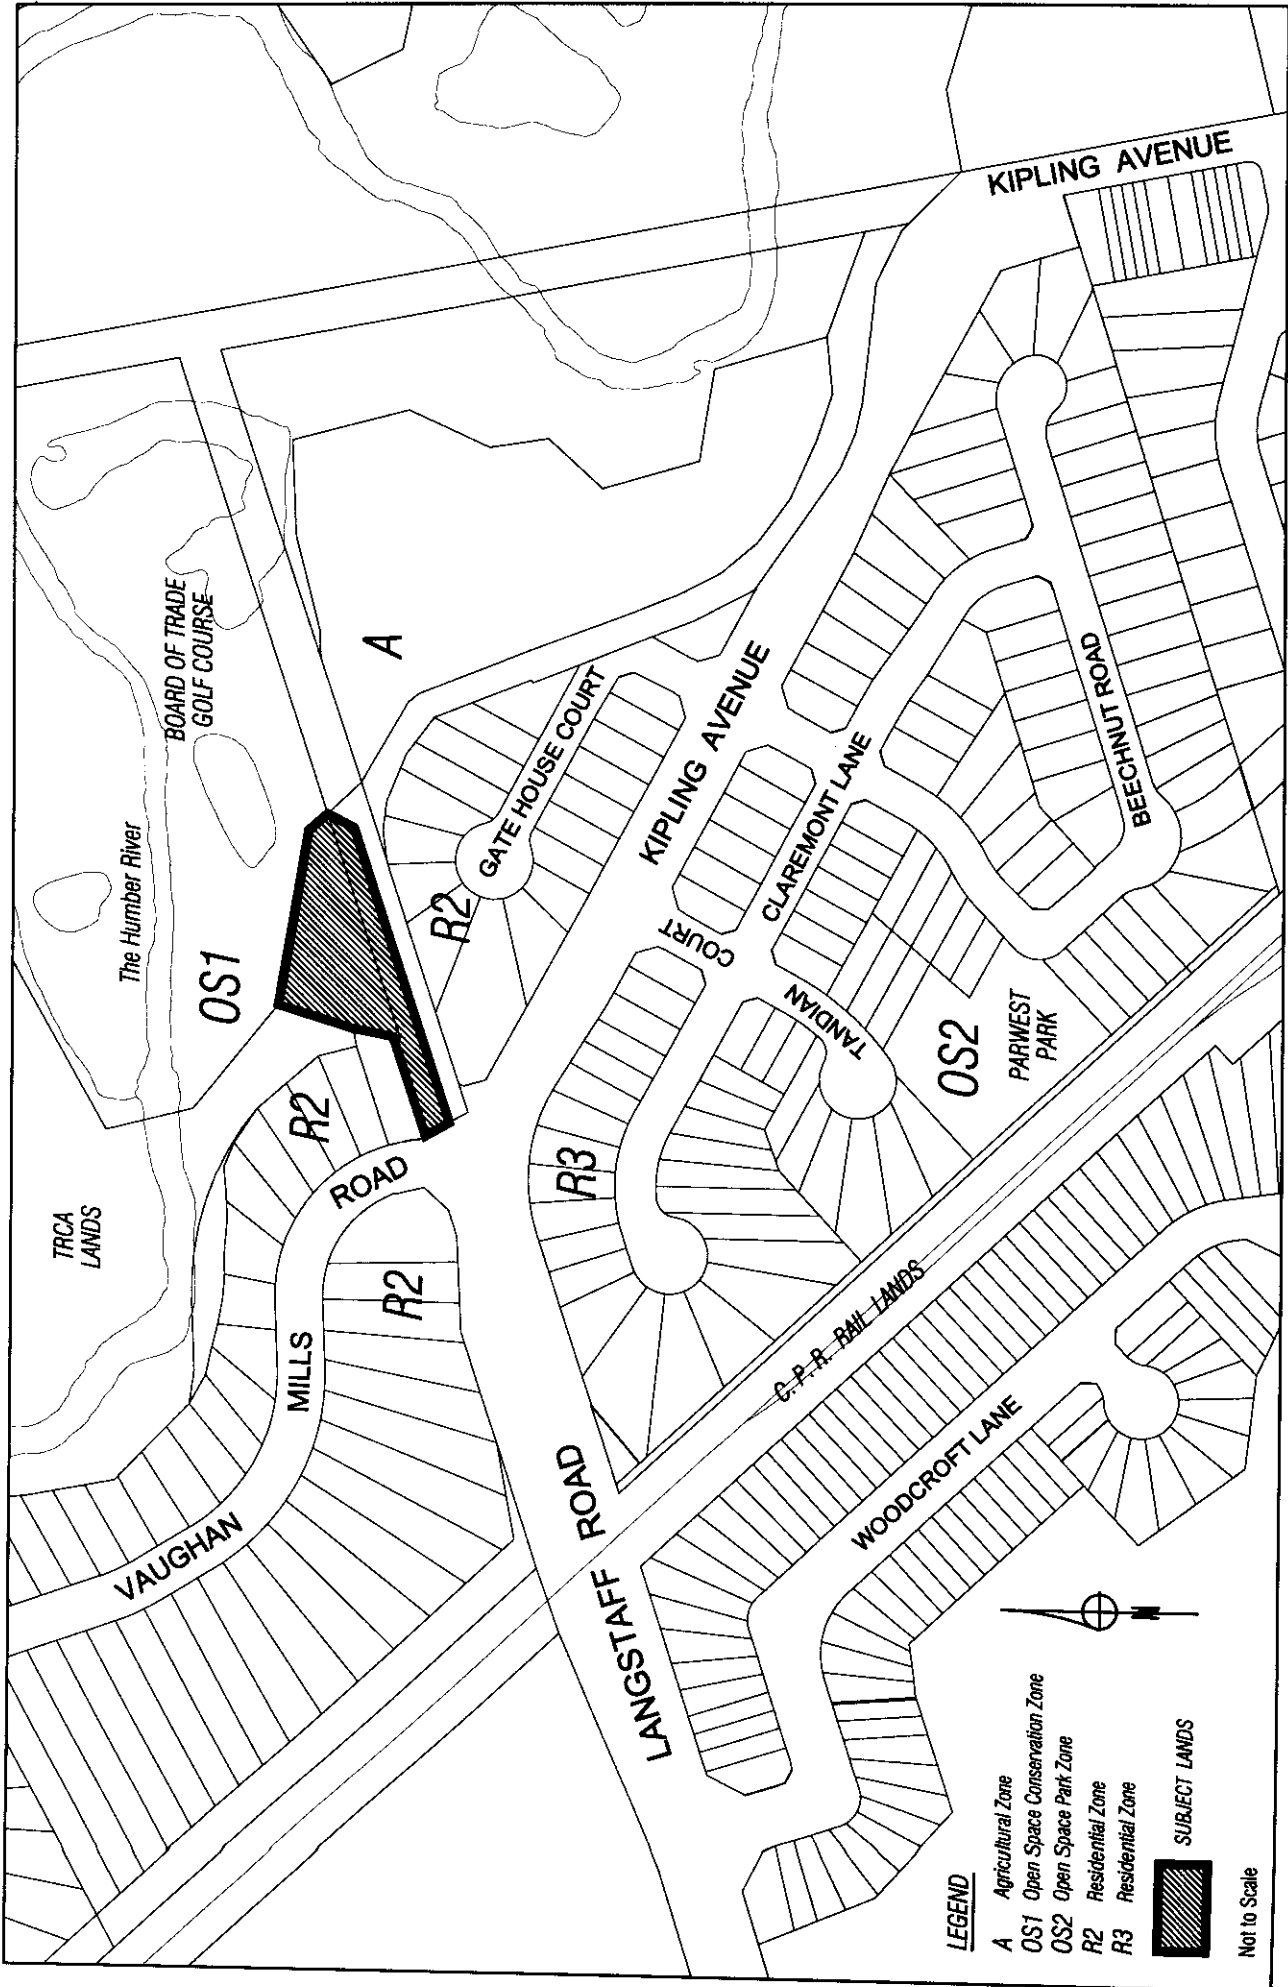 TRCA
LANDS
The Humber River
BOARD OF TRADE
GOLF COURSE
OS1
A
R2
R2
R2
VAUGHAN
MILLS
ROAD
GATE HOUSE COURT
KIPLING AVENUE
KIPLING AVENUE
R3
COURT
TANDIAN
CLAREMONT LANE
BEECHNUT ROAD
OS2
PARWEST
PARK
LANGSTAFF ROAD
C. P. R. RAIL LANDS
WOODCROFT LANE
N
LEGEND
A Agricultural Zone
OS1 Open Space Conservation Zone
OS2 Open Space Park Zone
R2 Residential Zone
R3 Residential Zone
SUBJECT LANDS
Not to Scale